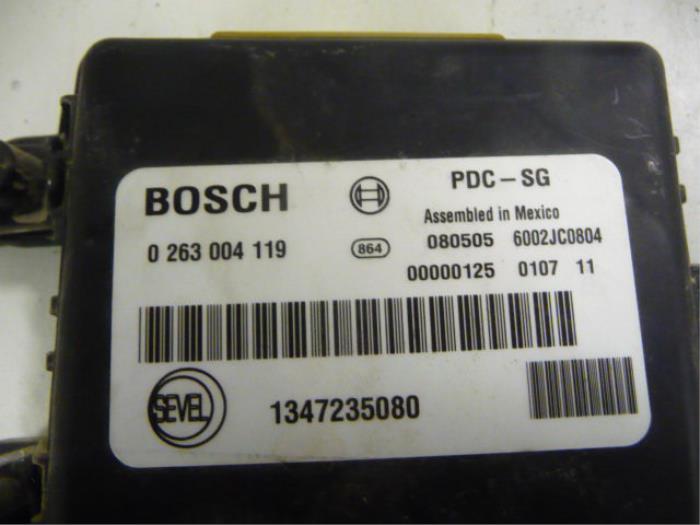 BOSCH
PDC-SG
Assembled in Mexico
0 263 004 119
864
080505 6002JC0804
00000125 0107 11
SEVEL
1347235080